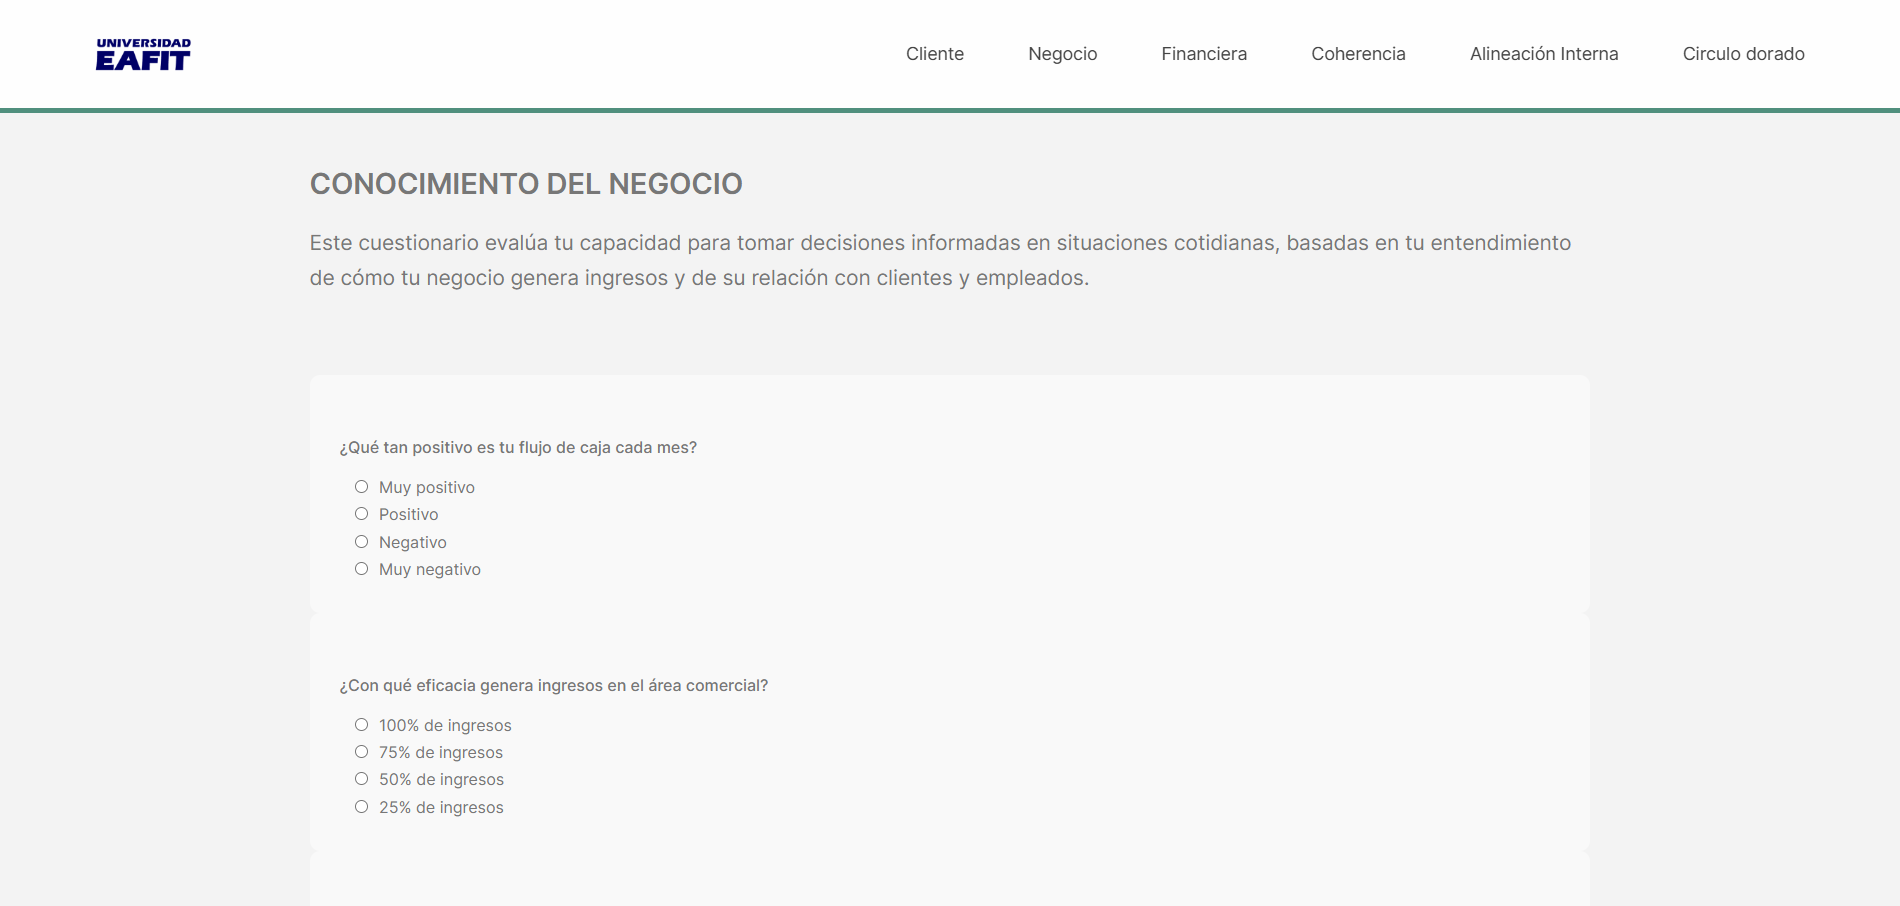 UNIVERSIDAD
EAFIT
Cliente Negocio Financiera Coherencia Alineación Interna Circulo dorado
CONOCIMIENTO DEL NEGOCIO
Este cuestionario evalúa tu capacidad para tomar decisiones informadas en situaciones cotidianas, basadas en tu entendimiento
de cómo tu negocio genera ingresos y de su relación con clientes y empleados.
¿Qué tan positivo es tu flujo de caja cada mes?
Muy positivo
Positivo
Negativo
Muy negativo
¿Con qué eficacia genera ingresos en el área comercial?
100% de ingresos
75% de ingresos
50% de ingresos
25% de ingresos